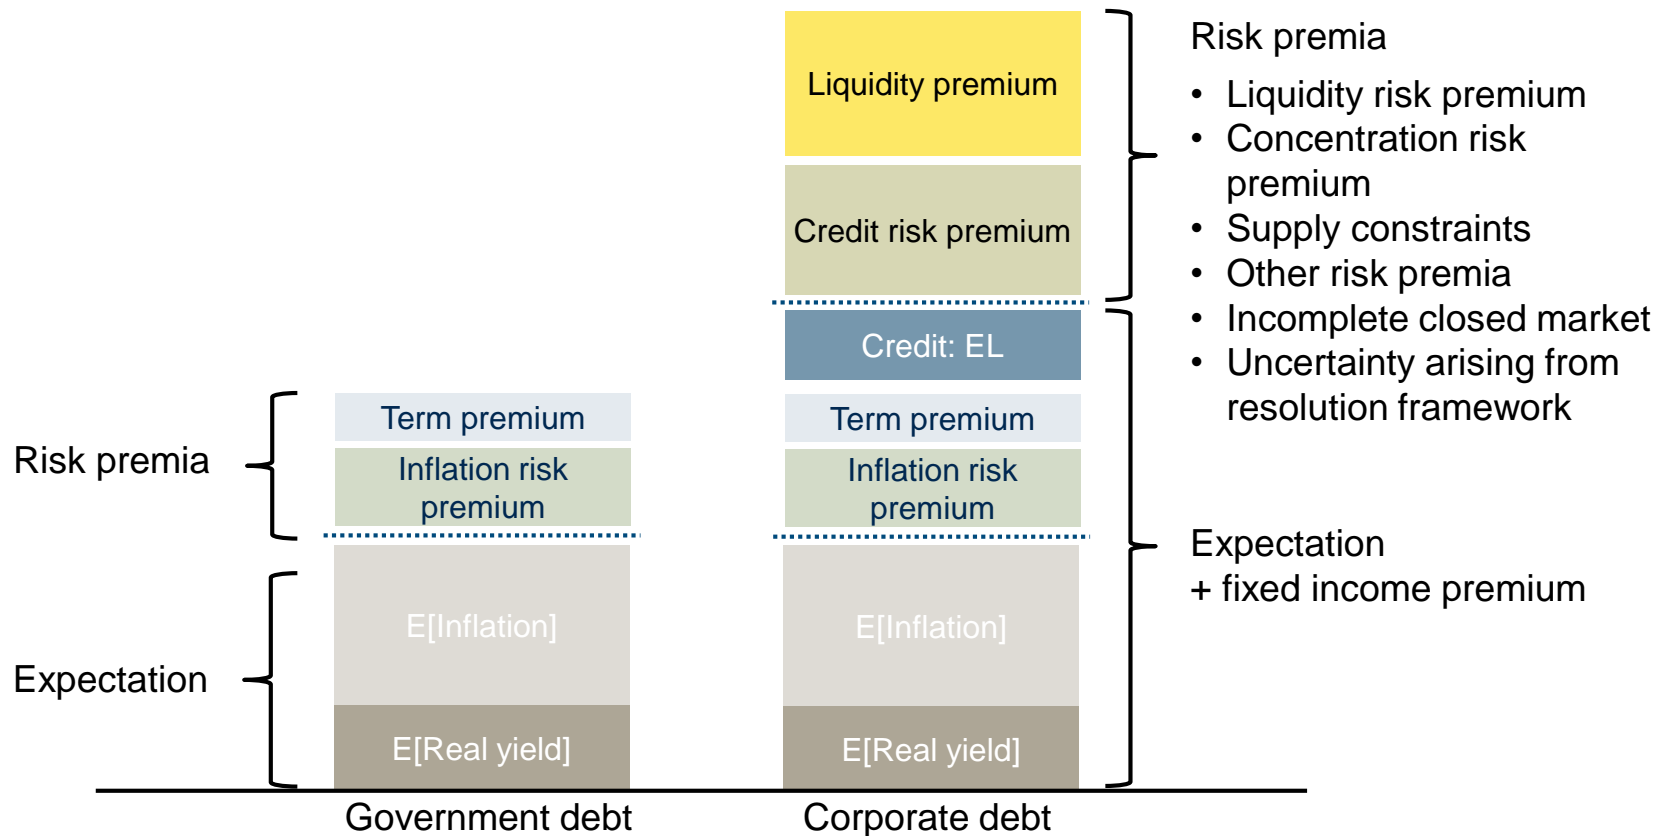 Liquidity premium
Credit risk premium
Credit: EL
Term premium
Inflation risk
premium
E[Inflation]
E[Real yield]
Corporate debt
Term premium
Inflation risk
premium
E[Inflation]
E[Real yield]
Government debt
Risk premia
Expectation
Risk premia
• Liquidity risk premium
• Concentration risk
premium
• Supply constraints
• Other risk premia
• Incomplete closed market
• Uncertainty arising from
resolution framework
Expectation
+ fixed income premium